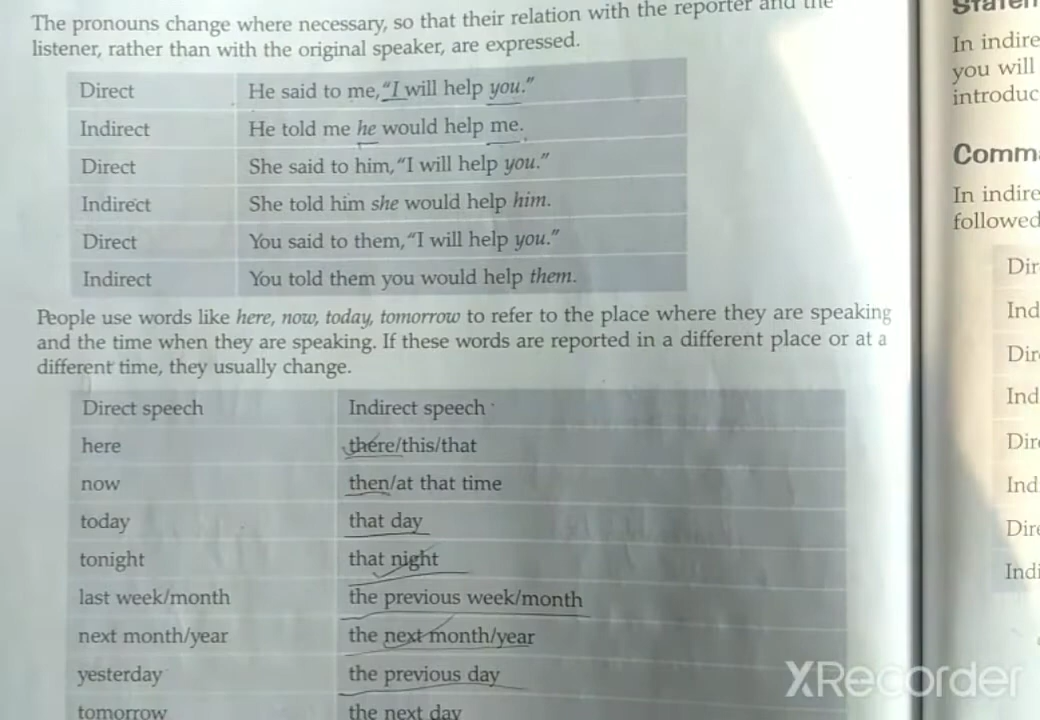 The pronouns change where necessary, so that their relation with the reporter and the
listener, rather than with the original speaker, are expressed.
Direct He said to me, "I will help you."
Indirect He told me he would help me.
Direct She said to him, "I will help you."
Indirect She told him she would help him.
Direct You said to them, "I will help you."
Indirect You told them you would help them.
People use words like here, now, today, tomorrow to refer to the place where they are speaking
and the time when they are speaking. If these words are reported in a different place or at a
different time, they usually change.
Direct speech Indirect speech
here there/this/that
now then/at that time
today that day
tonight that night
last week/month the previous week/month
next month/year the next month/year
yesterday the previous day
tomorrow the next day
In indire
you will
introduc
Comm
In indire
followed
Dir
Ind
Dir
Ind
Dir
Ind
Dir
Indi
XRecorder